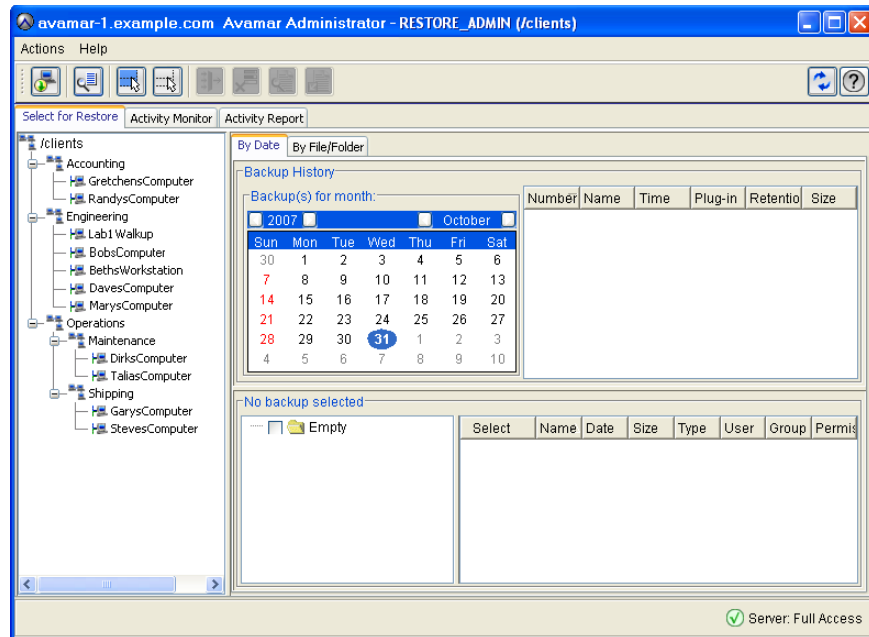 avamar-1.example.com Avamar Administrator - RESTORE_ADMIN (/clients)
Actions Help
Select for Restore Activity Monitor Activity Report
/clients
Accounting
GretchensComputer
RandysComputer
Engineering
Lab1Walkup
BobsComputer
BethsWorkstation
DavesComputer
MarysComputer
Operations
Maintenance
DirksComputer
TaliasComputer
Shipping
GarysComputer
StevesComputer
By Date By File/Folder
Backup History
Backup(s) for month:
2007 October
Sun Mon Tue Wed Thu Fri Sat
30 1 2 3 4 5 6
7 8 9 10 11 12 13
14 15 16 17 18 19 20
21 22 23 24 25 26 27
28 29 30 31 1 2 3
4 5 6 7 8 9 10
Number Name Time Plug-in Retentio Size
No backup selected
Empty
Select Name Date Size Type User Group Permis
Server: Full Access